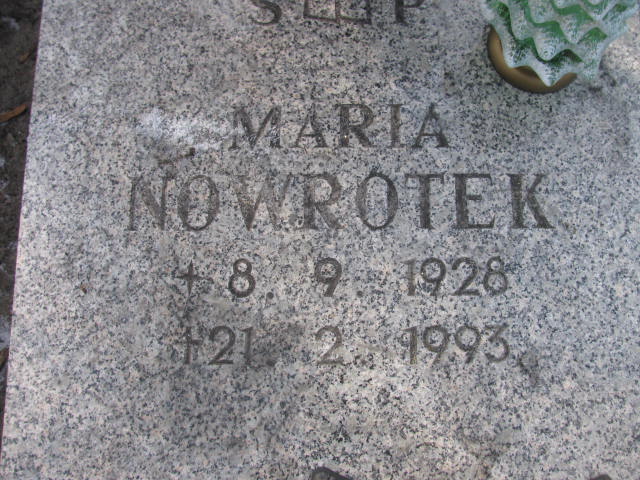 Ś P
MARIA
NOWROTEK
+ 8. 9. 1928
+ 21. 2. 1993